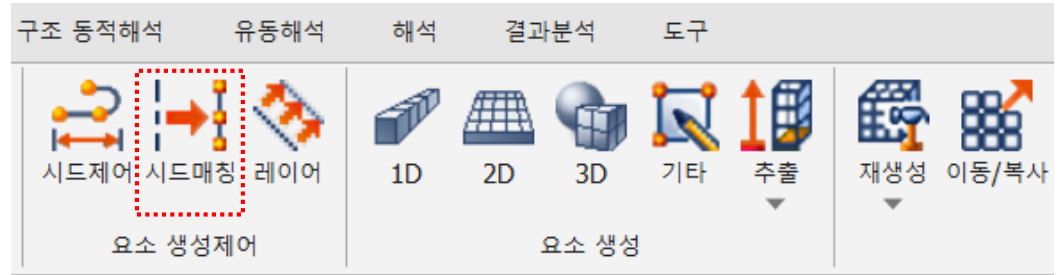 구조 동적해석 유동해석 해석 결과분석 도구
시드제어 시드매칭 레이어 1D 2D 3D 기타 추출 재생성 이동/복사
요소 생성제어 요소 생성